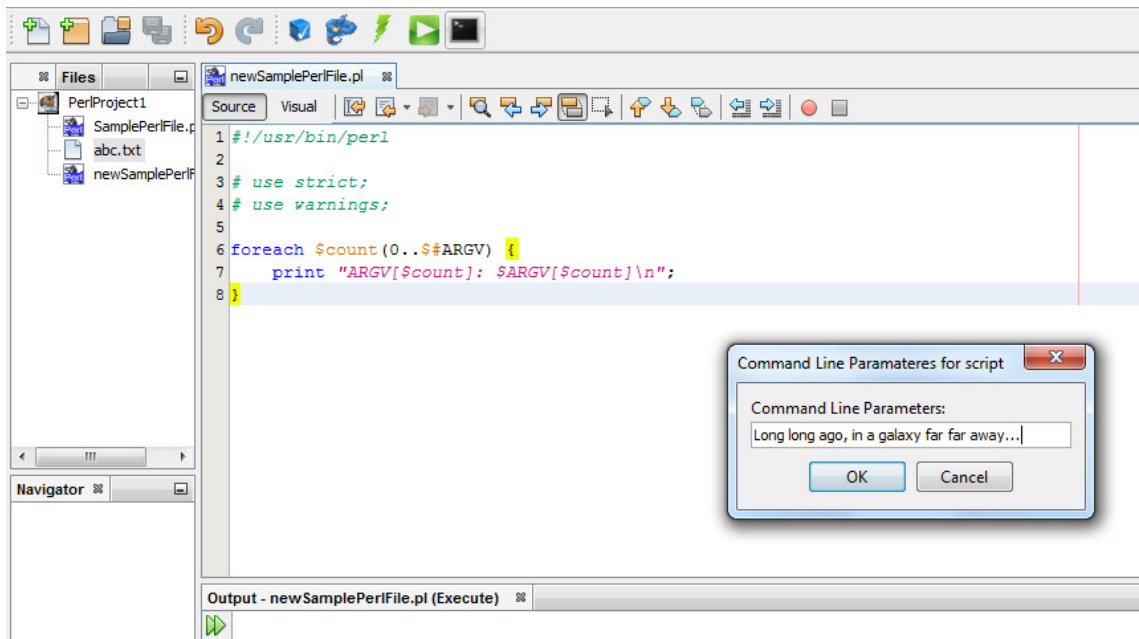 Files
PerlProject1
SamplePerlFile.p
abc.txt
newSamplePerlF
Navigator
newSamplePerlFile.pl
Source Visual
1 #!/usr/bin/perl
2
3 # use strict;
4 # use warnings;
5
6 foreach $count(0..$#ARGV) {
7 print "ARGV[$count]: $ARGV[$count]\n";
8 }
Command Line Paramateres for script
Command Line Parameters:
Long long ago, in a galaxy far far away...
OK Cancel
Output - newSamplePerlFile.pl (Execute)